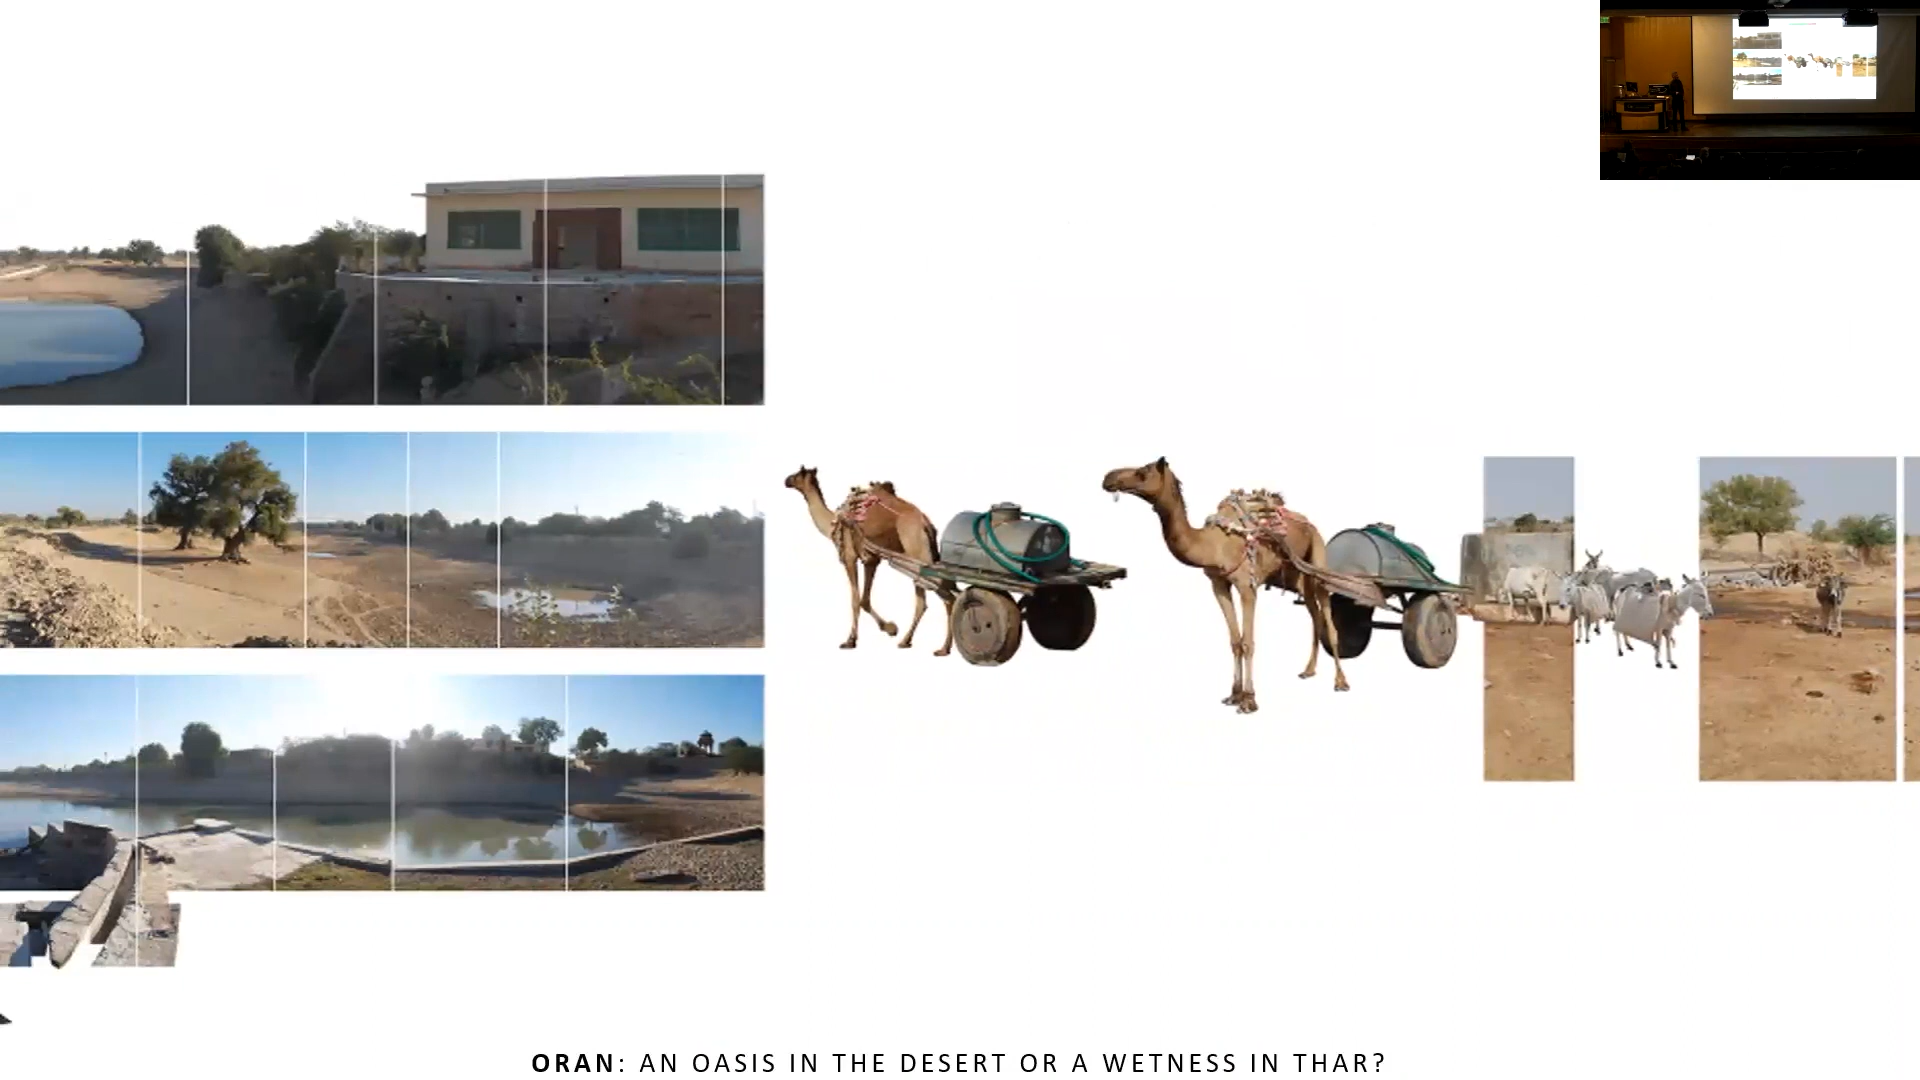 ORAN: AN OASIS IN THE DESERT OR A WETNESS IN THAR?